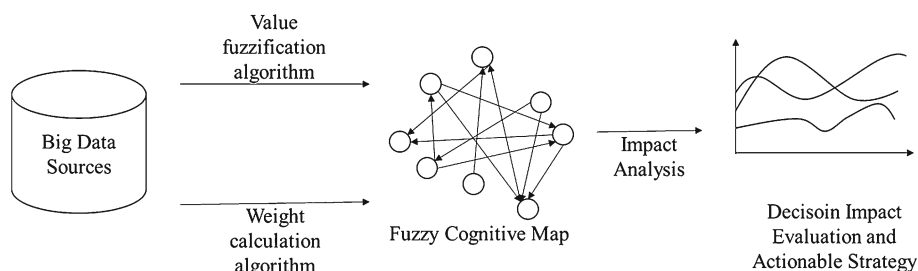 Value
fuzzification
algorithm
Big Data
Sources
Weight
calculation
algorithm
Fuzzy Cognitive Map
Impact
Analysis
Decisoin Impact
Evaluation and
Actionable Strategy